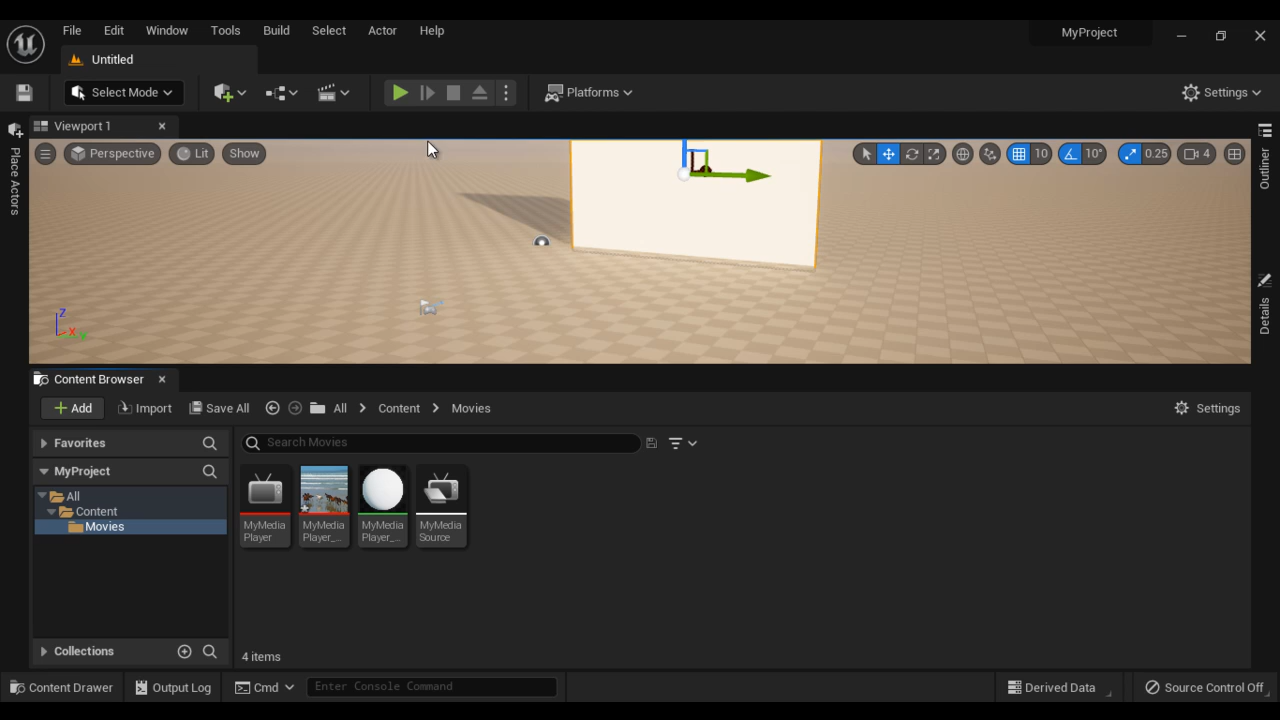 File Edit Window Tools Build Select Actor Help
MyProject
Untitled
Select Mode
Platforms
Settings
Viewport 1
Place Actors
Perspective
Lit
Show
10
10°
0.25
4
Outliner
Details
Z
X
Y
Content Browser
Add
Import
Save All
All
Content
Movies
Settings
Favorites
MyProject
All
Content
Movies
Collections
Search Movies
MyMedia
Player
MyMedia
Player_...
MyMedia
Player_...
MyMedia
Source
4 items
Content Drawer
Output Log
Cmd
Enter Console Command
Derived Data
Source Control Off